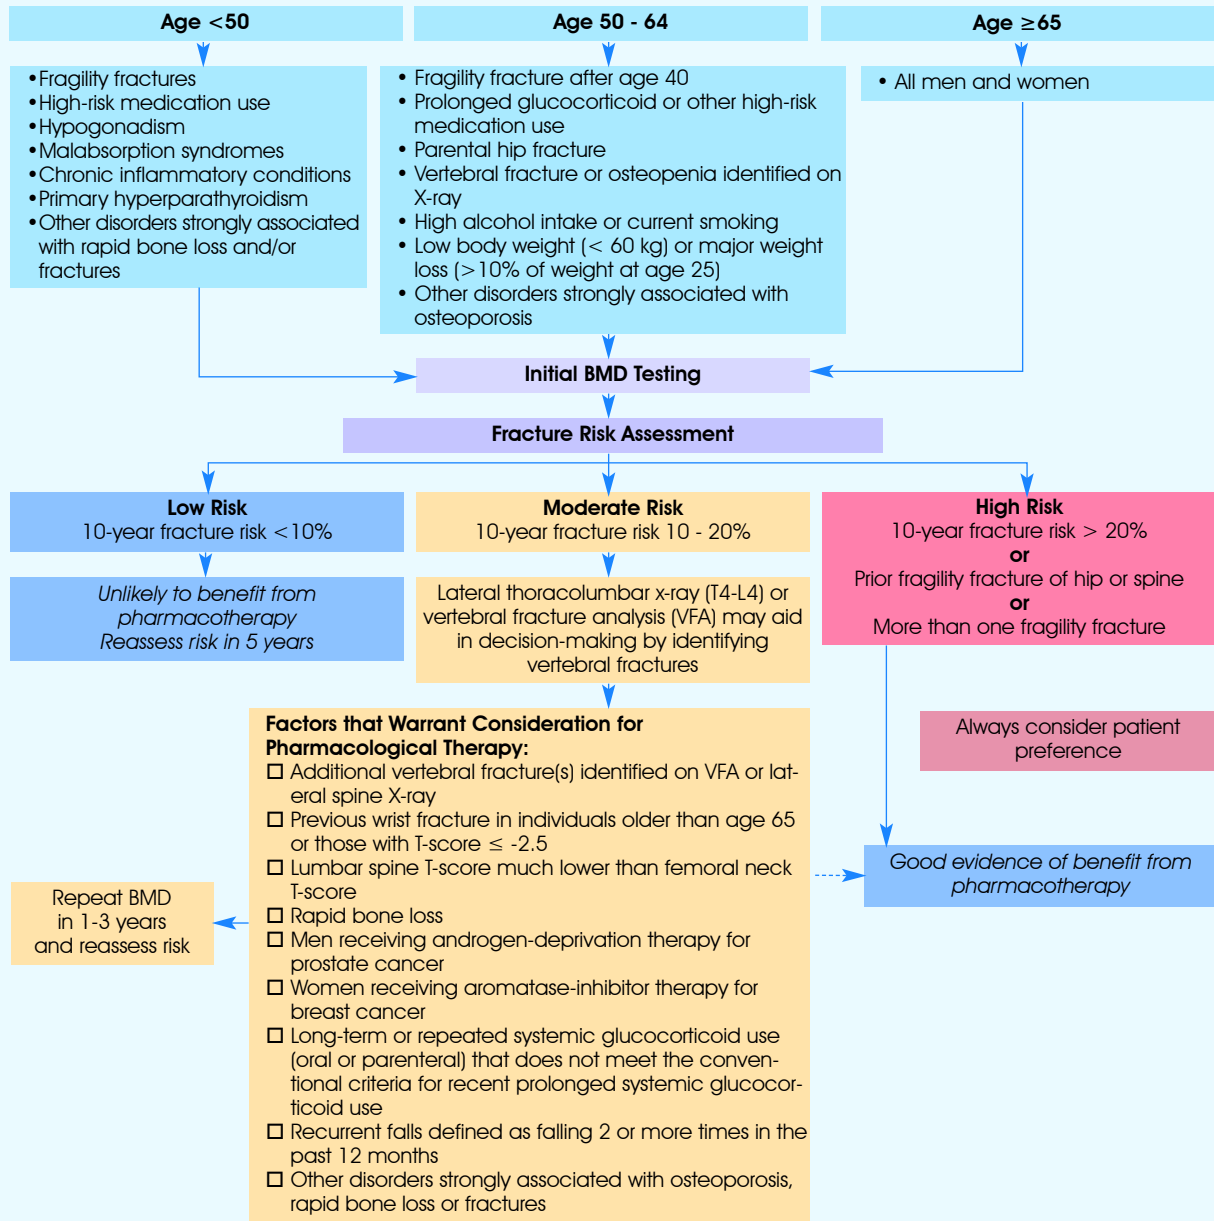 Age <50
Age 50 - 64
Age ≥65
•Fragility fractures
•High-risk medication use
•Hypogonadism
•Malabsorption syndromes
•Chronic inflammatory conditions
•Primary hyperparathyroidism
•Other disorders strongly associated
with rapid bone loss and/or
fractures
• Fragility fracture after age 40
• Prolonged glucocorticoid or other high-risk
medication use
• Parental hip fracture
• Vertebral fracture or osteopenia identified on
X-ray
• High alcohol intake or current smoking
• Low body weight (< 60 kg) or major weight
loss (>10% of weight at age 25)
• Other disorders strongly associated with
osteoporosis
• All men and women
Initial BMD Testing
Fracture Risk Assessment
Low Risk
10-year fracture risk <10%
Unlikely to benefit from
pharmacotherapy
Reassess risk in 5 years
Moderate Risk
10-year fracture risk 10 - 20%
Lateral thoracolumbar x-ray (T4-L4) or
vertebral fracture analysis (VFA) may aid
in decision-making by identifying
vertebral fractures
High Risk
10-year fracture risk > 20%
or
Prior fragility fracture of hip or spine
or
More than one fragility fracture
Always consider patient
preference
Good evidence of benefit from
pharmacotherapy
Factors that Warrant Consideration for
Pharmacological Therapy:
☐ Additional vertebral fracture(s) identified on VFA or lat-
eral spine X-ray
☐ Previous wrist fracture in individuals older than age 65
or those with T-score ≤ -2.5
☐ Lumbar spine T-score much lower than femoral neck
T-score
☐ Rapid bone loss
☐ Men receiving androgen-deprivation therapy for
prostate cancer
☐ Women receiving aromatase-inhibitor therapy for
breast cancer
☐ Long-term or repeated systemic glucocorticoid use
(oral or parenteral) that does not meet the conven-
tional criteria for recent prolonged systemic glucocor-
ticoid use
☐ Recurrent falls defined as falling 2 or more times in the
past 12 months
☐ Other disorders strongly associated with osteoporosis,
rapid bone loss or fractures
Repeat BMD
in 1-3 years
and reassess risk